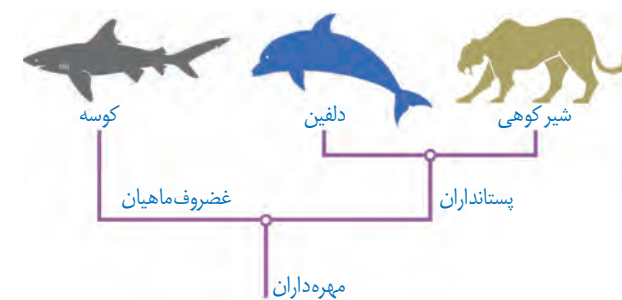 شیر کوهی
دلفین
کوسه
پستانداران
غضروف‌ماهیان
مهره‌داران